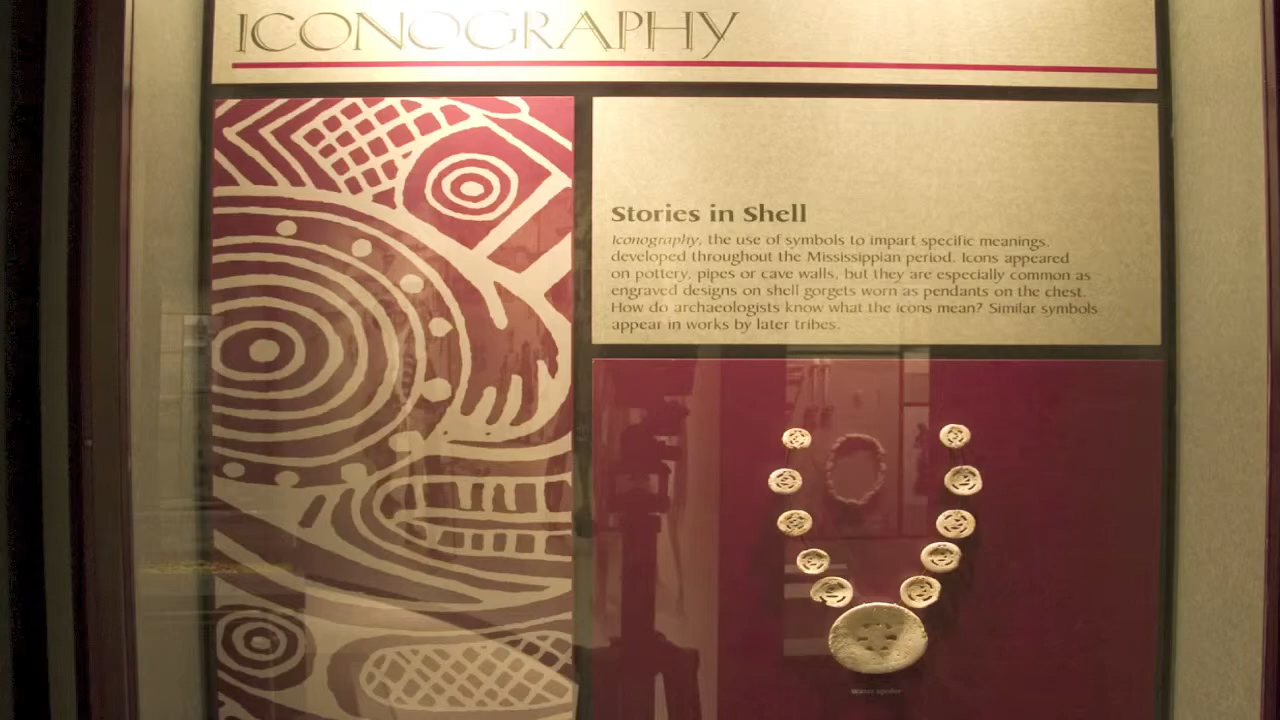 ICONOGRAPHY
Stories in Shell
Iconography, the use of symbols to impart specific meanings,
developed throughout the Mississippian period. Icons appeared
on pottery, pipes or cave walls, but they are especially common as
engraved designs on shell gorgets worn as pendants on the chest.
How do archaeologists know what the icons mean? Similar symbols
appear in works by later tribes.
Water spider